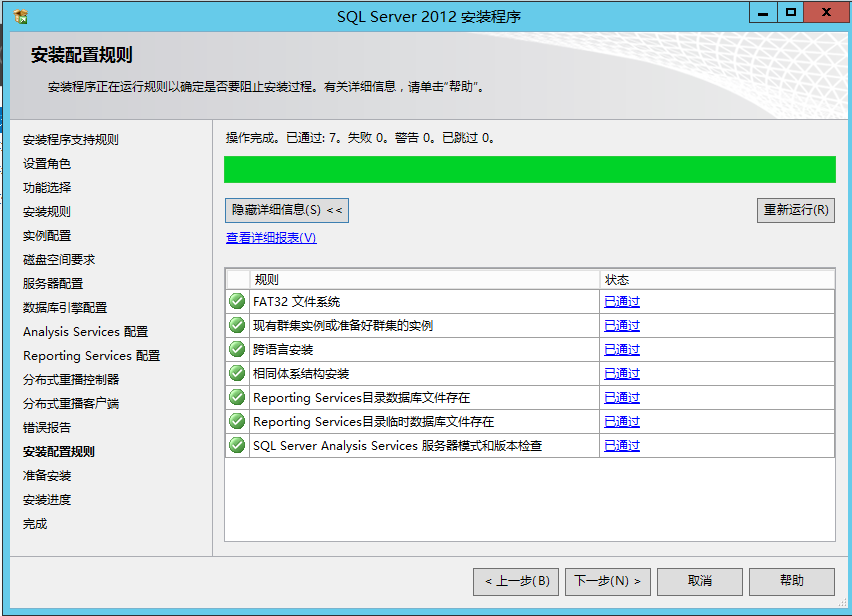 SQL Server 2012 安装程序
安装配置规则
安装程序正在运行规则以确定是否要阻止安装过程。有关详细信息，请单击“帮助”。
安装程序支持规则
设置角色
功能选择
安装规则
实例配置
磁盘空间要求
服务器配置
数据库引擎配置
Analysis Services 配置
Reporting Services 配置
分布式重播控制器
分布式重播客户端
错误报告
安装配置规则
准备安装
安装进度
完成
操作完成。已通过: 7。失败 0。警告 0。已跳过 0。
隐藏详细信息(S) <<
重新运行(R)
查看详细报表(V)
规则 状态
FAT32 文件系统 已通过
现有群集实例或准备好群集的实例 已通过
跨语言安装 已通过
相同体系结构安装 已通过
Reporting Services目录数据库文件存在 已通过
Reporting Services目录临时数据库文件存在 已通过
SQL Server Analysis Services 服务器模式和版本检查 已通过
< 上一步(B) 下一步(N) > 取消 帮助